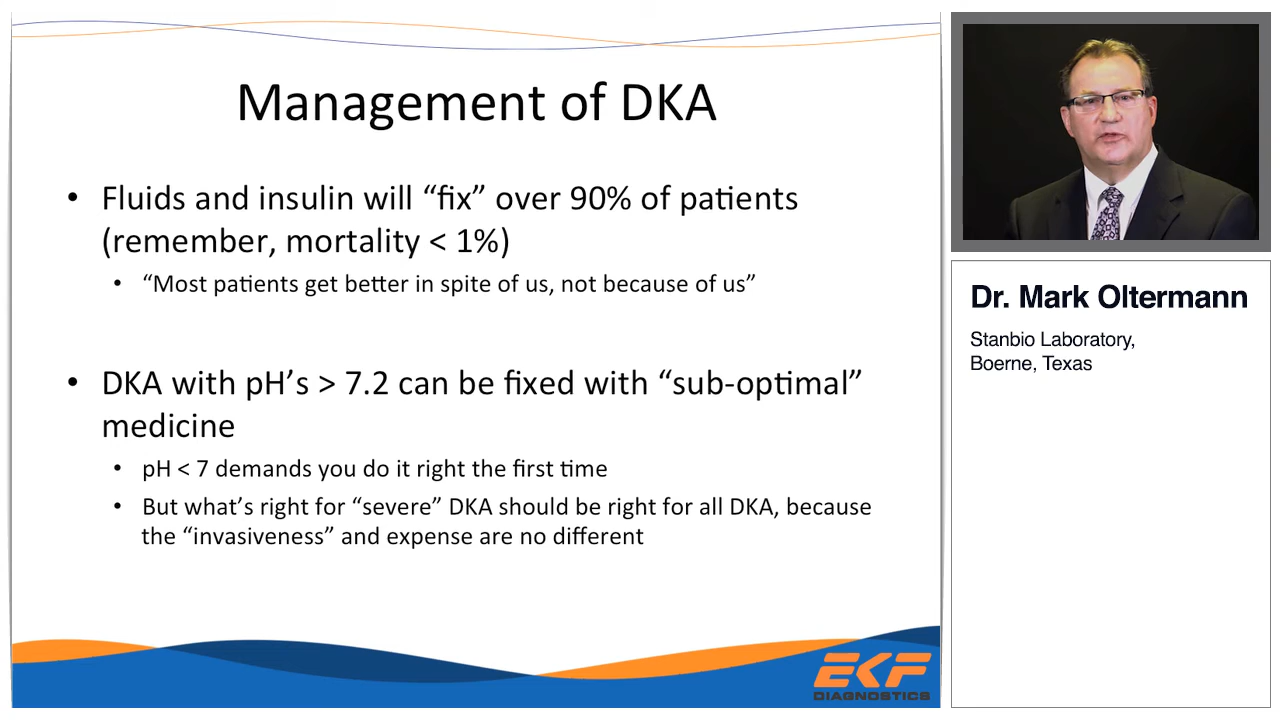 Management of DKA
• Fluids and insulin will “fix” over 90% of patients
(remember, mortality < 1%)
• “Most patients get better in spite of us, not because of us”
• DKA with pH’s > 7.2 can be fixed with “sub-optimal”
medicine
• pH < 7 demands you do it right the first time
• But what’s right for “severe” DKA should be right for all DKA, because
the “invasiveness” and expense are no different
EKF
DIAGNOSTICS
Dr. Mark Oltermann
Stanbio Laboratory,
Boerne, Texas